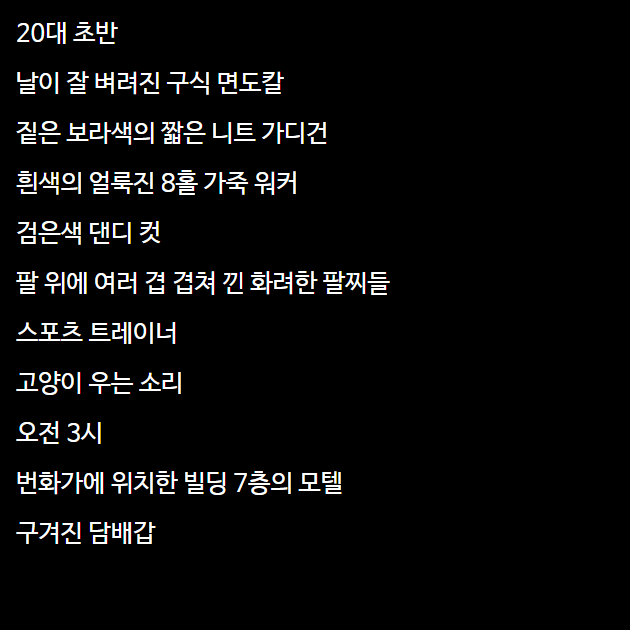 20대 초반
날이 잘 벼려진 구식 면도칼
짙은 보라색의 짧은 니트 가디건
흰색의 얼룩진 8홀 가죽 워커
검은색 댄디 컷
팔 위에 여러 겹 겹쳐 낀 화려한 팔찌들
스포츠 트레이너
고양이 우는 소리
오전 3시
번화가에 위치한 빌딩 7층의 모텔
구겨진 담배갑